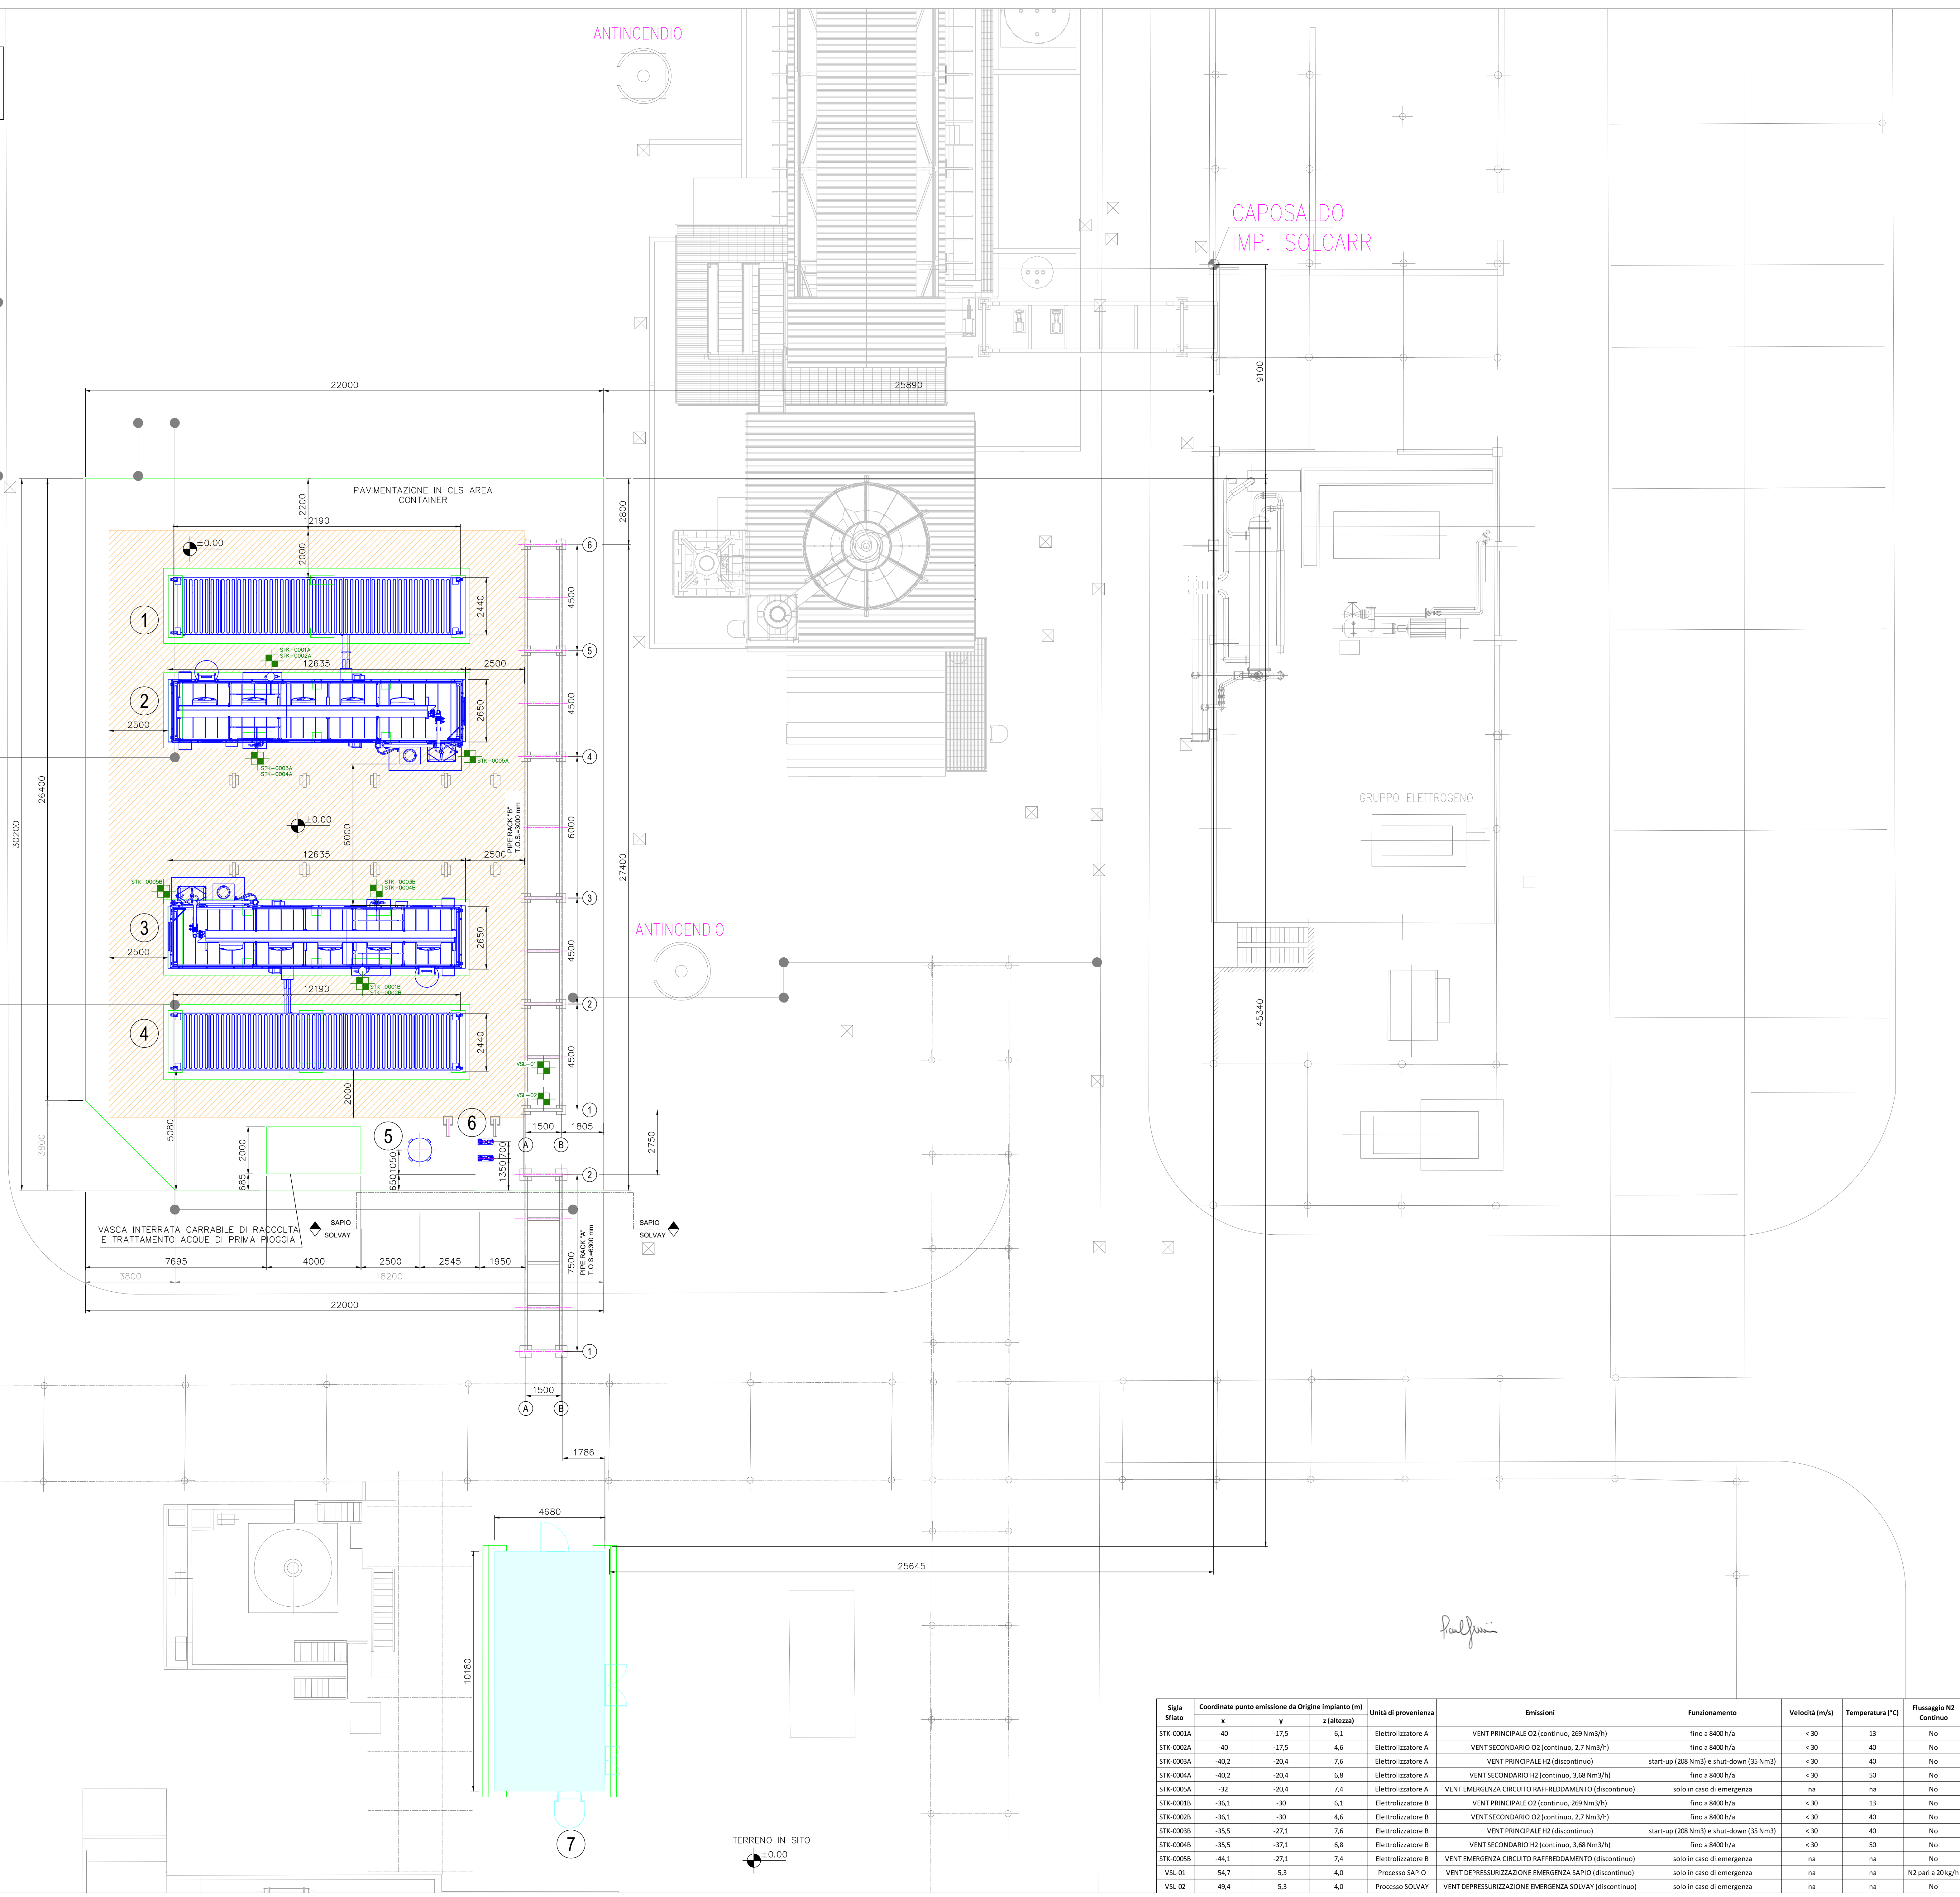 ANTINCENDIO
CAPOSALDO
IMP. SOLCARR
22000
25890
9100
PAVIMENTAZIONE IN CLS AREA
CONTAINER
2200
12190
±0.00
2000
2800
6
2440
4500
1
STK-0001A
STK-0002A
5
12635
2500
2
2650
4500
2500
STK-0003A
STK-0004A
STK-0005A
4
26400
30200
±0.00
6000
PIPE RACK "B"
T.O.S.=3000 mm
6000
27400
GRUPPO ELETTROGENO
12635
2500
STK-0005B
STK-0003B
STK-0004B
3
3
2650
ANTINCENDIO
4500
2500
STK-0001B
STK-0002B
12190
2
45340
4
2440
VSL-01
4500
VSL-02
2000
1
5080
3800
2000
685
5
6
1050
650
700
1350
1500
1805
A
B
2750
2
VASCA INTERRATA CARRABILE DI RACCOLTA
E TRATTAMENTO ACQUE DI PRIMA PIOGGIA
SAPIO
SOLVAY
SAPIO
SOLVAY
7695
4000
2500
2545
1950
7500
PIPE RACK "A"
T.O.S.=6300 mm
3800
18200
22000
1
1500
A
B
1786
4680
25645
10180
7
TERRENO IN SITO
±0.00
Sigla Sfiato Coordinate punto emissione da Origine impianto (m) Unità di provenienza Emissioni Funzionamento Velocità (m/s) Temperatura (°C) Flussaggio N2 Continuo
x y z (altezza)
STK-0001A -40 -17,5 6,1 Elettrolizzatore A VENT PRINCIPALE O2 (continuo, 269 Nm3/h) fino a 8400 h/a < 30 13 No
STK-0002A -40 -17,5 4,6 Elettrolizzatore A VENT SECONDARIO O2 (continuo, 2,7 Nm3/h) fino a 8400 h/a < 30 40 No
STK-0003A -40,2 -20,4 7,6 Elettrolizzatore A VENT PRINCIPALE H2 (discontinuo) start-up (208 Nm3) e shut-down (35 Nm3) < 30 40 No
STK-0004A -40,2 -20,4 6,8 Elettrolizzatore A VENT SECONDARIO H2 (continuo, 3,68 Nm3/h) fino a 8400 h/a < 30 50 No
STK-0005A -32 -20,4 7,4 Elettrolizzatore A VENT EMERGENZA CIRCUITO RAFFREDDAMENTO (discontinuo) solo in caso di emergenza na na No
STK-0001B -36,1 -30 6,1 Elettrolizzatore B VENT PRINCIPALE O2 (continuo, 269 Nm3/h) fino a 8400 h/a < 30 13 No
STK-0002B -36,1 -30 4,6 Elettrolizzatore B VENT SECONDARIO O2 (continuo, 2,7 Nm3/h) fino a 8400 h/a < 30 40 No
STK-0003B -35,5 -27,1 7,6 Elettrolizzatore B VENT PRINCIPALE H2 (discontinuo) start-up (208 Nm3) e shut-down (35 Nm3) < 30 40 No
STK-0004B -35,5 -37,1 6,8 Elettrolizzatore B VENT SECONDARIO H2 (continuo, 3,68 Nm3/h) fino a 8400 h/a < 30 50 No
STK-0005B -44,1 -27,1 7,4 Elettrolizzatore B VENT EMERGENZA CIRCUITO RAFFREDDAMENTO (discontinuo) solo in caso di emergenza na na No
VSL-01 -54,7 -5,3 4,0 Processo SAPIO VENT DEPRESSURIZZAZIONE EMERGENZA SAPIO (discontinuo) solo in caso di emergenza na na N2 pari a 20 kg/h
VSL-02 -49,4 -5,3 4,0 Processo SOLVAY VENT DEPRESSURIZZAZIONE EMERGENZA SOLVAY (discontinuo) solo in caso di emergenza na na No